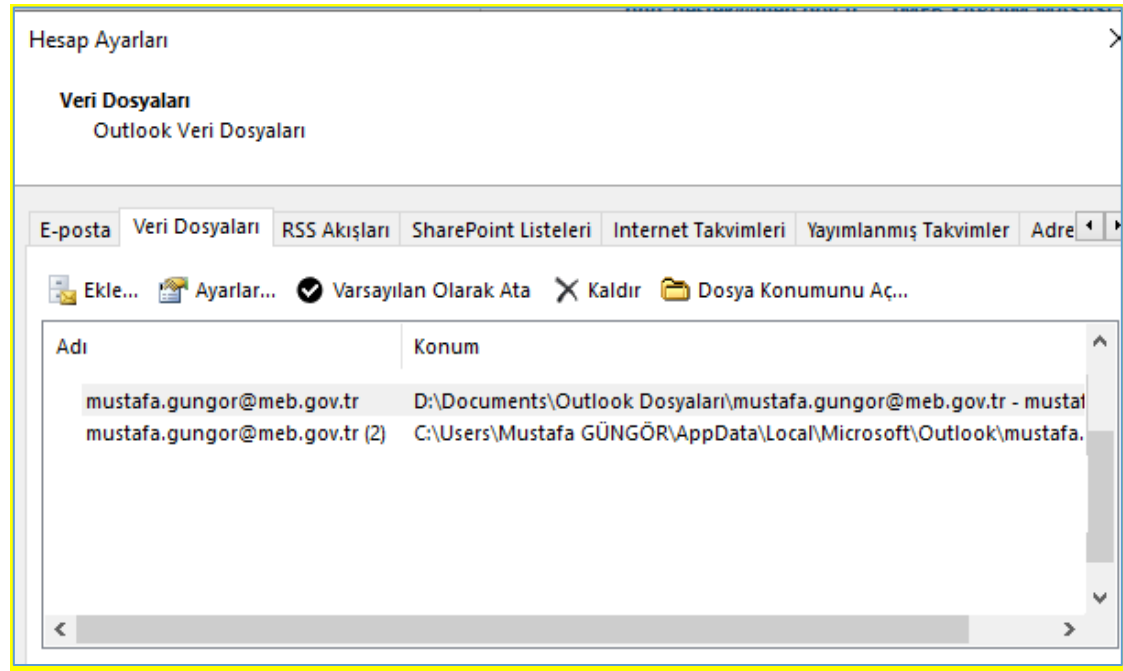 Hesap Ayarları
Veri Dosyaları
Outlook Veri Dosyaları
E-posta Veri Dosyaları RSS Akışları SharePoint Listeleri Internet Takvimleri Yayımlanmış Takvimler Adre
Ekle... Ayarlar... Varsayılan Olarak Ata Kaldır Dosya Konumunu Aç...
Adı Konum
mustafa.gungor@meb.gov.tr D:\Documents\Outlook Dosyaları\mustafa.gungor@meb.gov.tr - mustaf
mustafa.gungor@meb.gov.tr (2) C:\Users\Mustafa GÜNGÖR\AppData\Local\Microsoft\Outlook\mustafa.